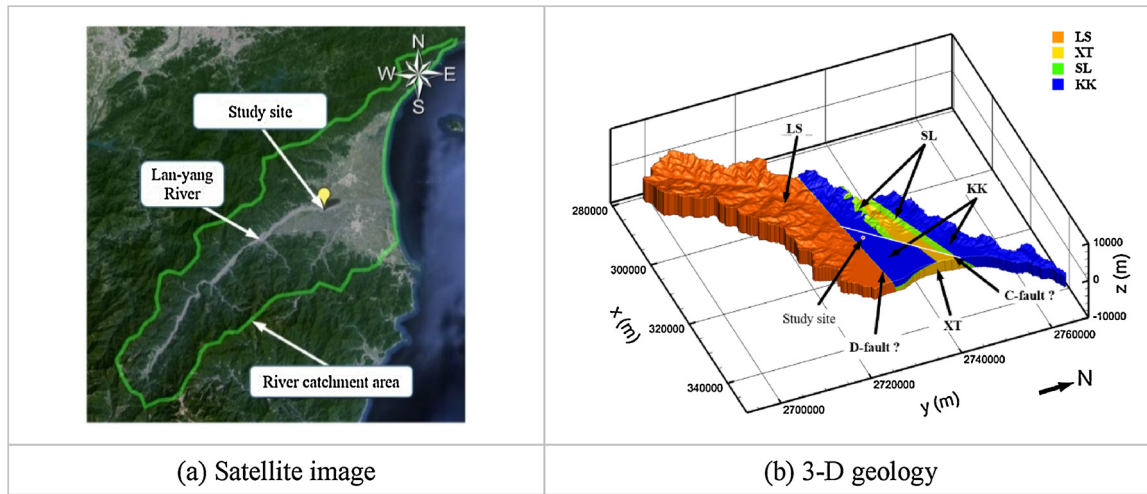 N
W E
S
Study site
Lan-yang
River
River catchment area
(a) Satellite image
LS
XT
SL
KK
LS
SL
KK
Study site
D-fault ?
XT
C-fault ?
280000
300000
320000
340000
x (m)
2700000
2720000
2740000
2760000
y (m)
10000
0
-10000
z (m)
N
(b) 3-D geology